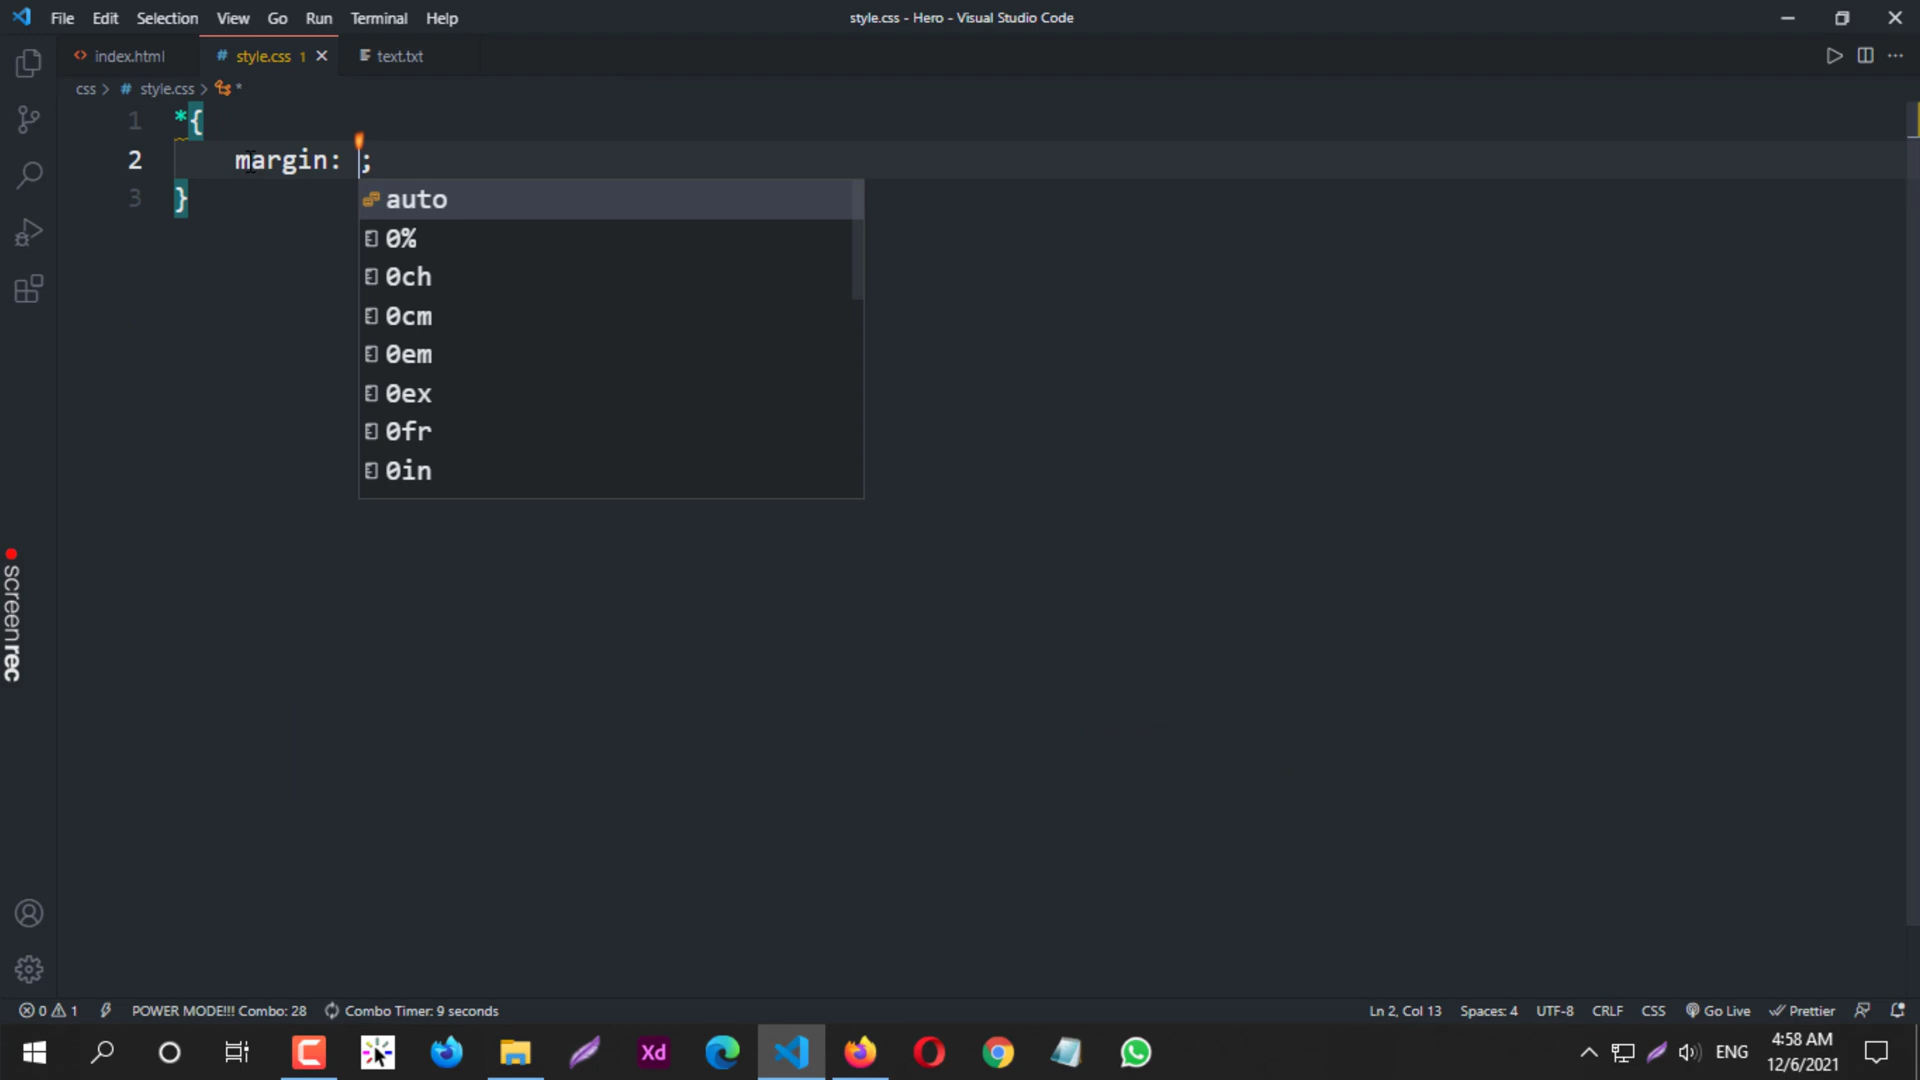 File Edit Selection View Go Run Terminal Help style.css - Hero - Visual Studio Code
index.html # style.css 1 text.txt
css > # style.css > *
1 *{
2 margin: ;
3 }
auto
0%
0ch
0cm
0em
0ex
0fr
0in
screenrec
0 1 POWER MODE!!! Combo: 28 Combo Timer: 9 seconds Ln 2, Col 13 Spaces: 4 UTF-8 CRLF CSS Go Live Prettier
Xd ENG 4:58 AM
12/6/2021